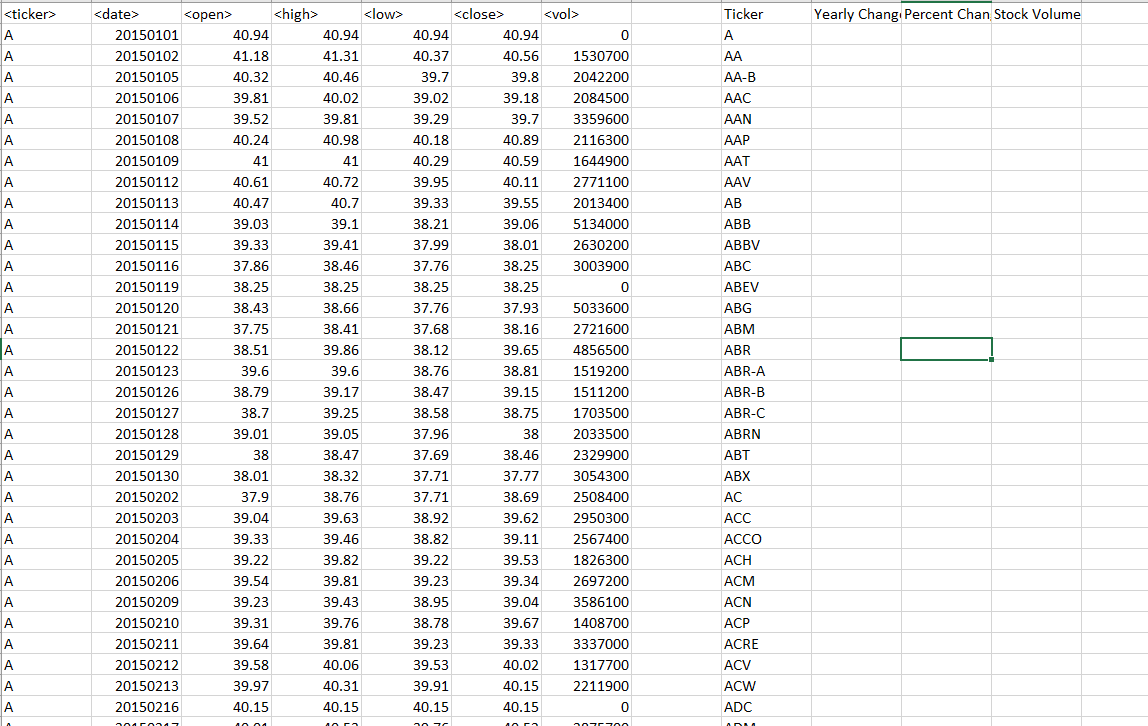 <ticker> <date> <open> <high> <low> <close> <vol> Ticker Yearly Chang Percent Chan Stock Volume
A 20150101 40.94 40.94 40.94 40.94 0 A
A 20150102 41.18 41.31 40.37 40.56 1530700 AA
A 20150105 40.32 40.46 39.7 39.8 2042200 AA-B
A 20150106 39.81 40.02 39.02 39.18 2084500 AAC
A 20150107 39.52 39.81 39.29 39.7 3359600 AAN
A 20150108 40.24 40.98 40.18 40.89 2116300 AAP
A 20150109 41 41 40.29 40.59 1644900 AAT
A 20150112 40.61 40.72 39.95 40.11 2771100 AAV
A 20150113 40.47 40.7 39.33 39.55 2013400 AB
A 20150114 39.03 39.1 38.21 39.06 5134000 ABB
A 20150115 39.33 39.41 37.99 38.01 2630200 ABBV
A 20150116 37.86 38.46 37.76 38.25 3003900 ABC
A 20150119 38.25 38.25 38.25 38.25 0 ABEV
A 20150120 38.43 38.66 37.76 37.93 5033600 ABG
A 20150121 37.75 38.41 37.68 38.16 2721600 ABM
A 20150122 38.51 39.86 38.12 39.65 4856500 ABR
A 20150123 39.6 39.6 38.76 38.81 1519200 ABR-A
A 20150126 38.79 39.17 38.47 39.15 1511200 ABR-B
A 20150127 38.7 39.25 38.58 38.75 1703500 ABR-C
A 20150128 39.01 39.05 37.96 38 2033500 ABRN
A 20150129 38 38.47 37.69 38.46 2329900 ABT
A 20150130 38.01 38.32 37.71 37.77 3054300 ABX
A 20150202 37.9 38.76 37.71 38.69 2508400 AC
A 20150203 39.04 39.63 38.92 39.62 2950300 ACC
A 20150204 39.33 39.46 38.82 39.11 2567400 ACCO
A 20150205 39.22 39.82 39.22 39.53 1826300 ACH
A 20150206 39.54 39.81 39.23 39.34 2697200 ACM
A 20150209 39.23 39.43 38.95 39.04 3586100 ACN
A 20150210 39.31 39.76 38.78 39.67 1408700 ACP
A 20150211 39.64 39.81 39.23 39.33 3337000 ACRE
A 20150212 39.58 40.06 39.53 40.02 1317700 ACV
A 20150213 39.97 40.31 39.91 40.15 2211900 ACW
A 20150216 40.15 40.15 40.15 40.15 0 ADC